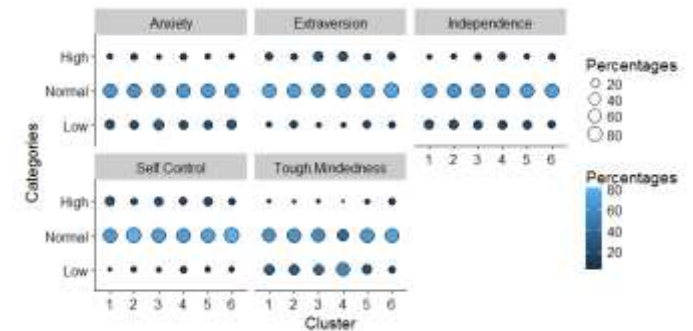 Anxiety Extraversion Independence
High
Normal
Low
Percentages
20
40
60
80
1 2 3 4 5 6
Self Control Tough Mindedness
Categories
High
Normal
Low
Percentages
80
60
40
20
1 2 3 4 5 6 1 2 3 4 5 6
Cluster